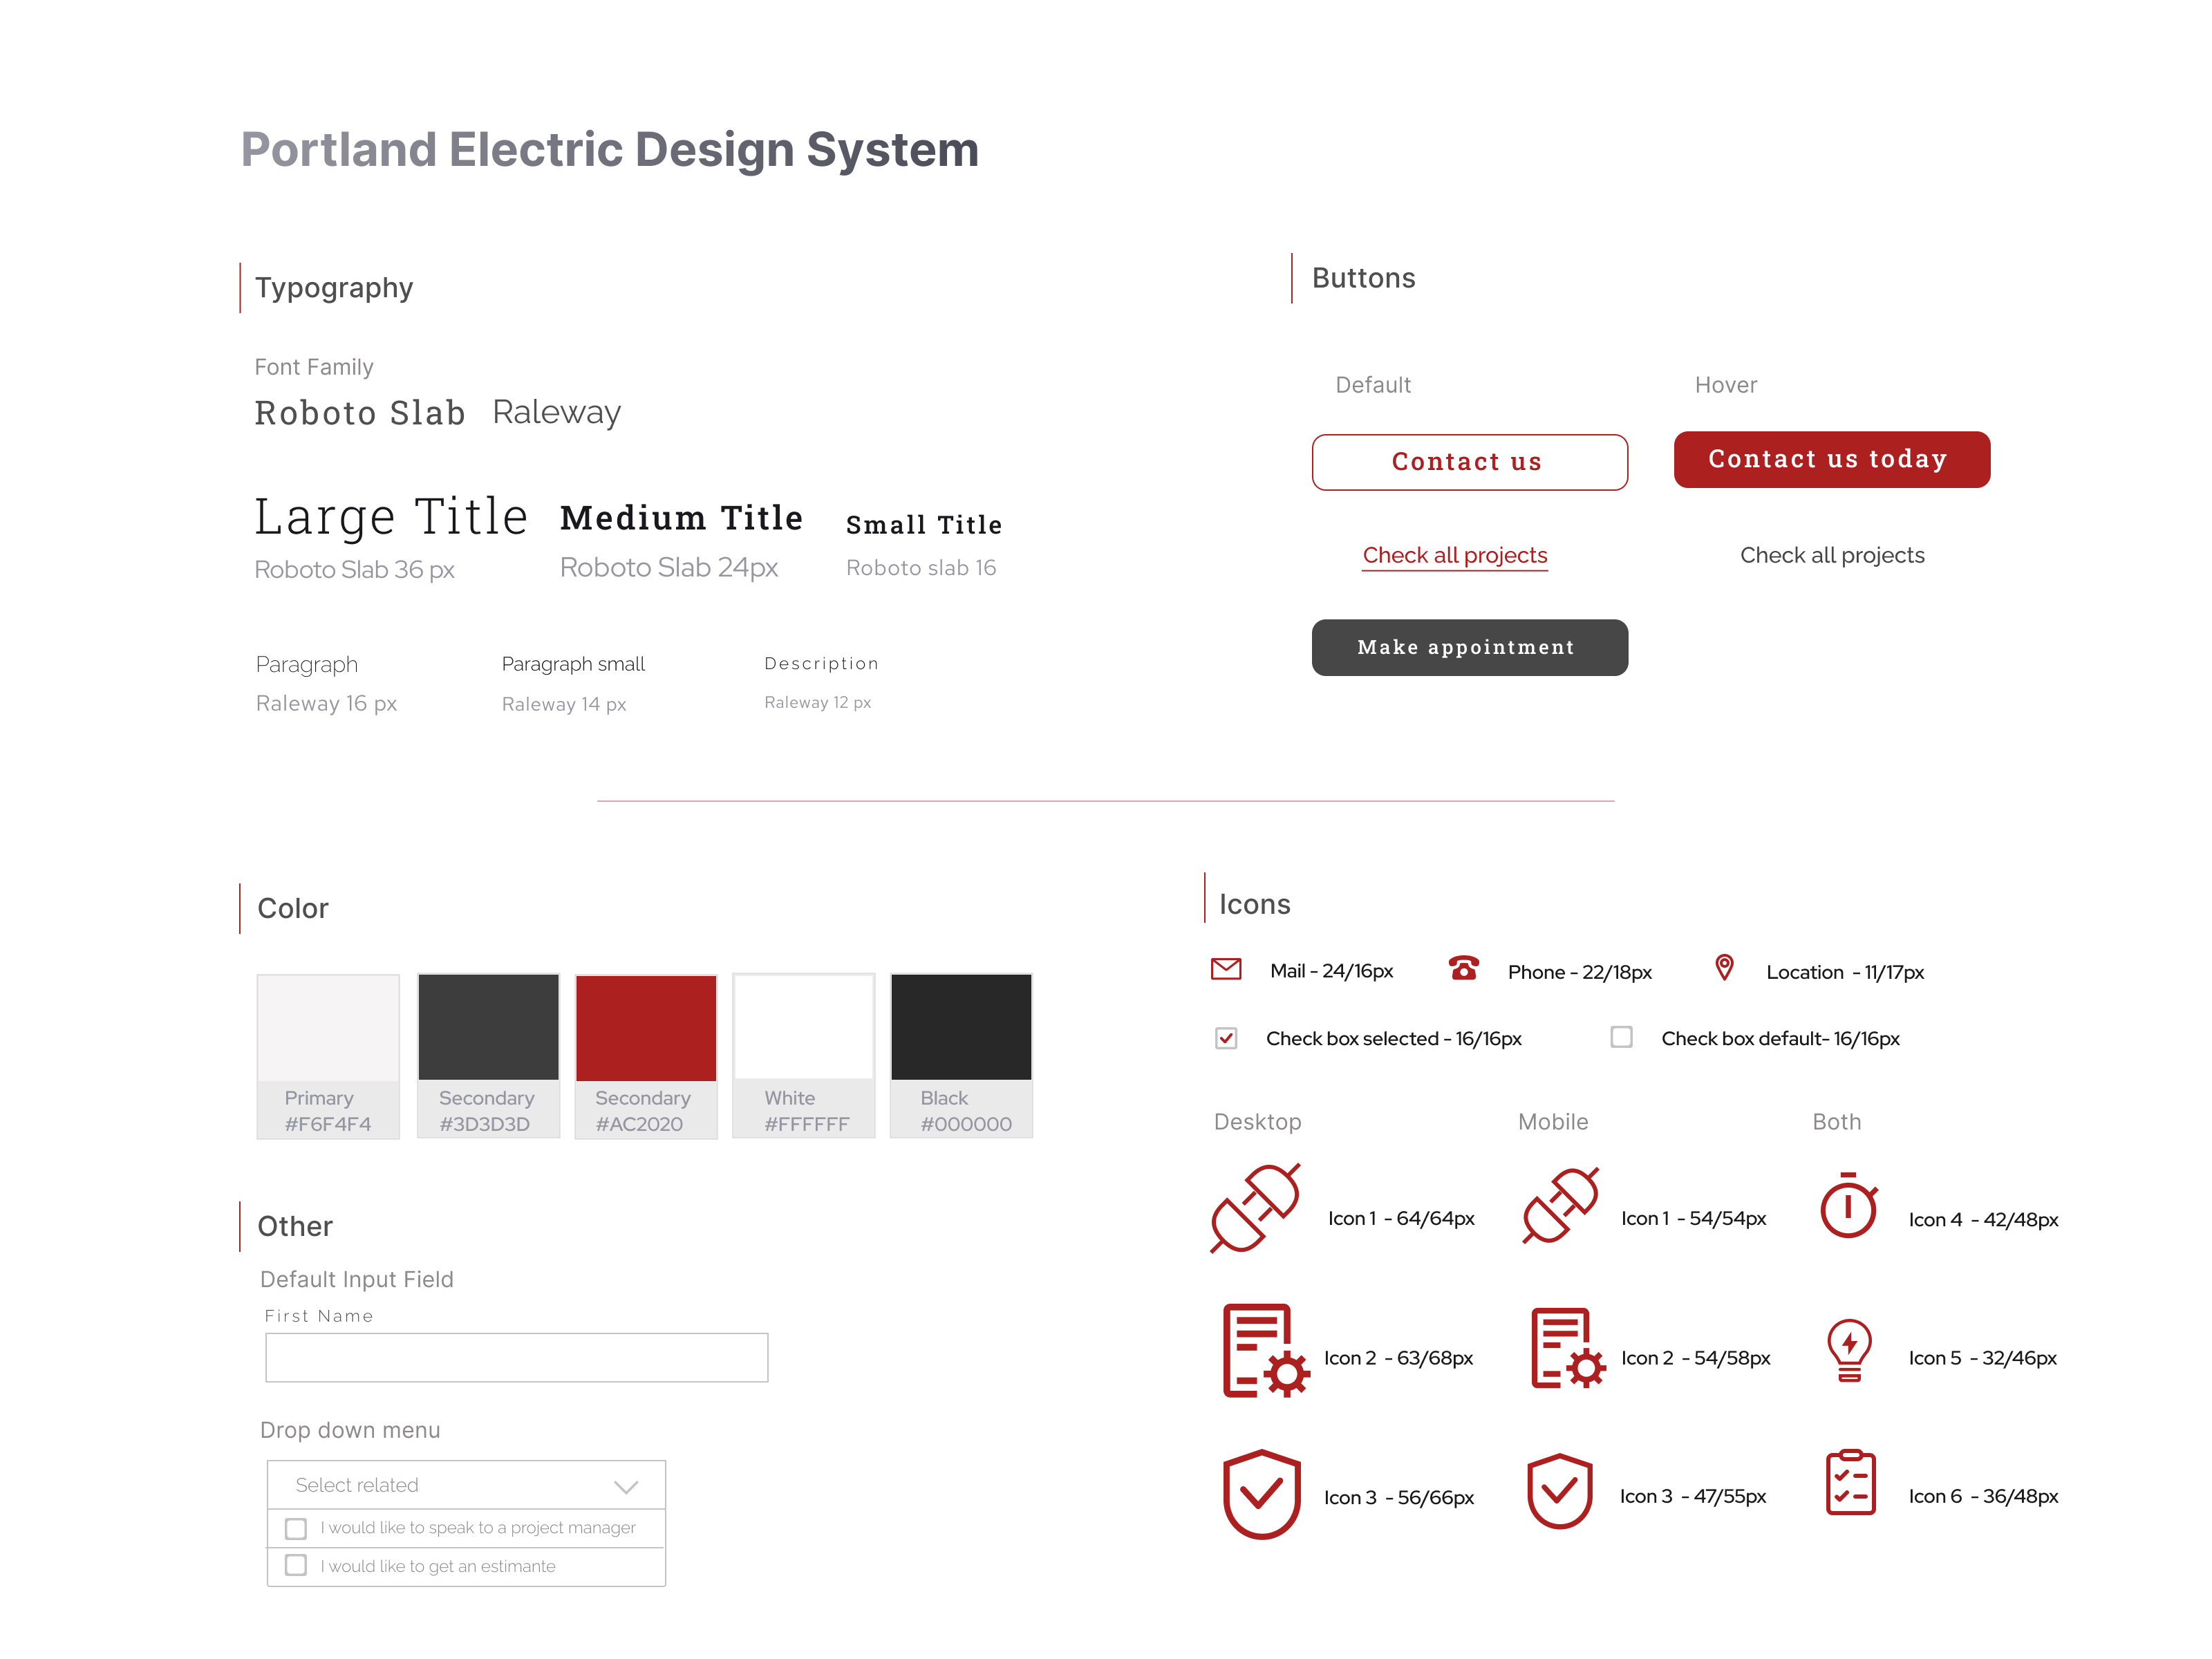 Portland Electric Design System
Typography
Font Family
Roboto Slab Raleway
Large Title Medium Title Small Title
Roboto Slab 36 px Roboto Slab 24px Roboto slab 16
Paragraph Paragraph small Description
Raleway 16 px Raleway 14 px Raleway 12 px
Buttons
Default Hover
Contact us Contact us today
Check all projects Check all projects
Make appointment
Color
Primary Secondary Secondary White Black
#F6F4F4 #3D3D3D #AC2020 #FFFFFF #000000
Other
Default Input Field
First Name
Drop down menu
Select related
I would like to speak to a project manager
I would like to get an estimante
Icons
Mail - 24/16px Phone - 22/18px Location - 11/17px
Check box selected - 16/16px Check box default- 16/16px
Desktop Mobile Both
Icon 1 - 64/64px Icon 1 - 54/54px Icon 4 - 42/48px
Icon 2 - 63/68px Icon 2 - 54/58px Icon 5 - 32/46px
Icon 3 - 56/66px Icon 3 - 47/55px Icon 6 - 36/48px